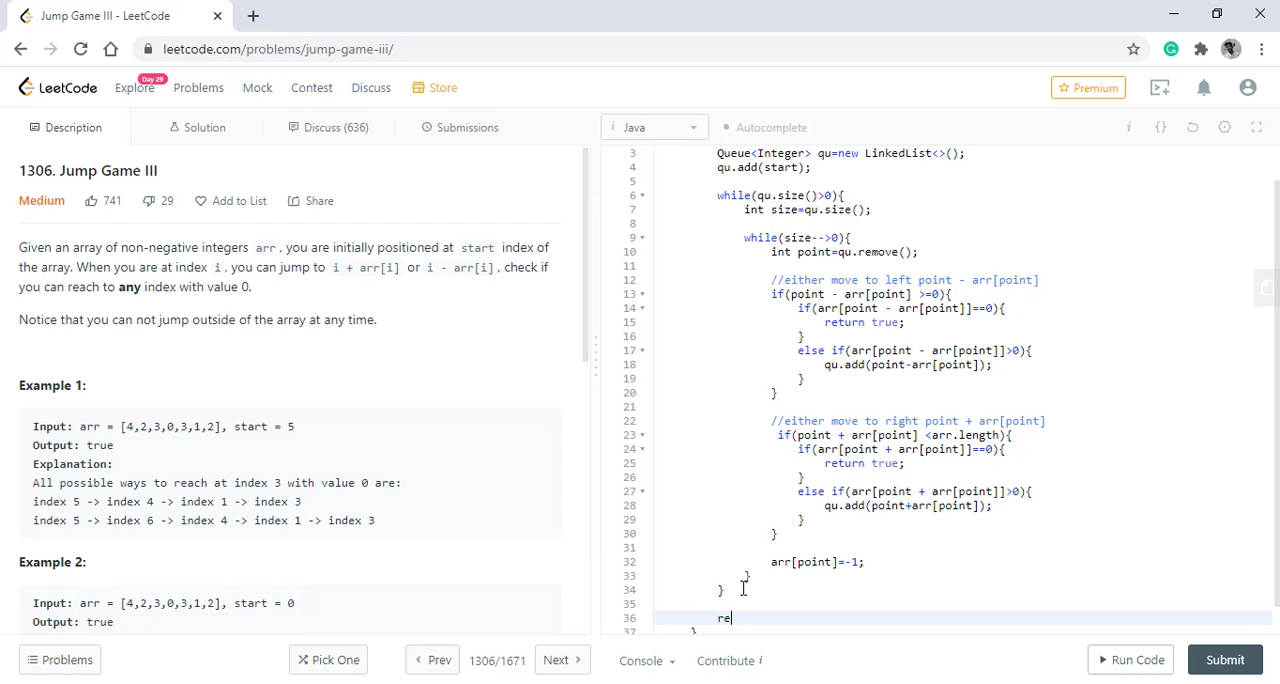 Jump Game III - LeetCode
leetcode.com/problems/jump-game-iii/
LeetCode Explore Day 29 Problems Mock Contest Discuss Store Premium
Description Solution Discuss (636) Submissions i Java Autocomplete
1306. Jump Game III
Medium 741 29 Add to List Share
Given an array of non-negative integers arr, you are initially positioned at start index of
the array. When you are at index i, you can jump to i + arr[i] or i - arr[i], check if
you can reach to any index with value 0.
Notice that you can not jump outside of the array at any time.
Example 1:
Input: arr = [4,2,3,0,3,1,2], start = 5
Output: true
Explanation:
All possible ways to reach at index 3 with value 0 are:
index 5 -> index 4 -> index 1 -> index 3
index 5 -> index 6 -> index 4 -> index 1 -> index 3
Example 2:
Input: arr = [4,2,3,0,3,1,2], start = 0
Output: true
3 Queue<Integer> qu=new LinkedList<>();
4 qu.add(start);
5
6 while(qu.size()>0){
7 int size=qu.size();
8
9 while(size-->0){
10 int point=qu.remove();
11
12 //either move to left point - arr[point]
13 if(point - arr[point] >=0){
14 if(arr[point - arr[point]]==0){
15 return true;
16 }
17 else if(arr[point - arr[point]]>0){
18 qu.add(point-arr[point]);
19 }
20 }
21
22 //either move to right point + arr[point]
23 if(point + arr[point] <arr.length){
24 if(arr[point + arr[point]]==0){
25 return true;
26 }
27 else if(arr[point + arr[point]]>0){
28 qu.add(point+arr[point]);
29 }
30 }
31
32 arr[point]=-1;
33 }
34 }
35
36 re
37 }
Problems Pick One Prev 1306/1671 Next Console Contribute i Run Code Submit